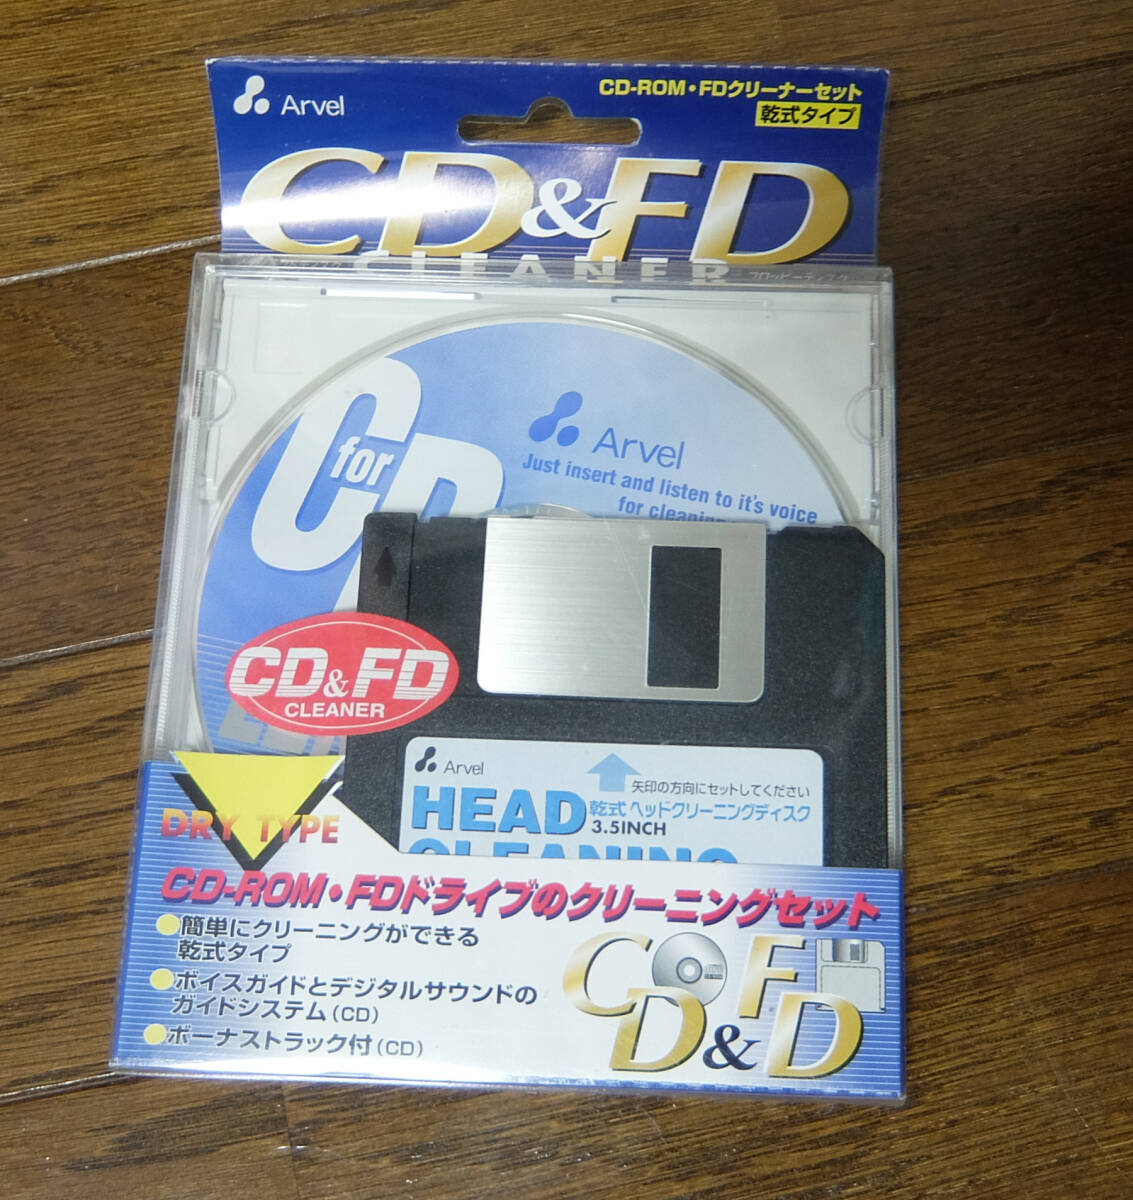 Arvel
CD-ROM・FDクリーナーセット
乾式タイプ
CD&FD
CLEANER
フロッピーディスク
C for CD
Arvel
Just insert and listen to it's voice
for cleaning
CD&FD
CLEANER
Arvel
矢印の方向にセットしてください
HEAD
乾式 ヘッドクリーニングディスク
3.5INCH
CLEANING
DRY TYPE
CD-ROM・FDドライブのクリーニングセット
簡単にクリーニングができる
乾式タイプ
ボイスガイドとデジタルサウンドの
ガイドシステム(CD)
ボーナストラック付(CD)
CD&FD